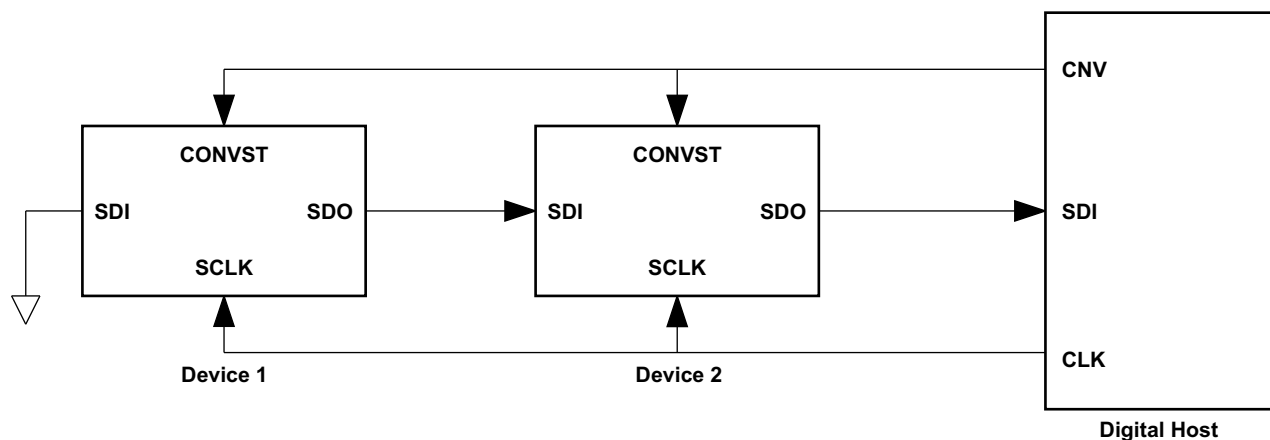 CNV
CONVST
CONVST
SDI
SDO
SDI
SDO
SDI
SCLK
SCLK
CLK
Device 1
Device 2
Digital Host